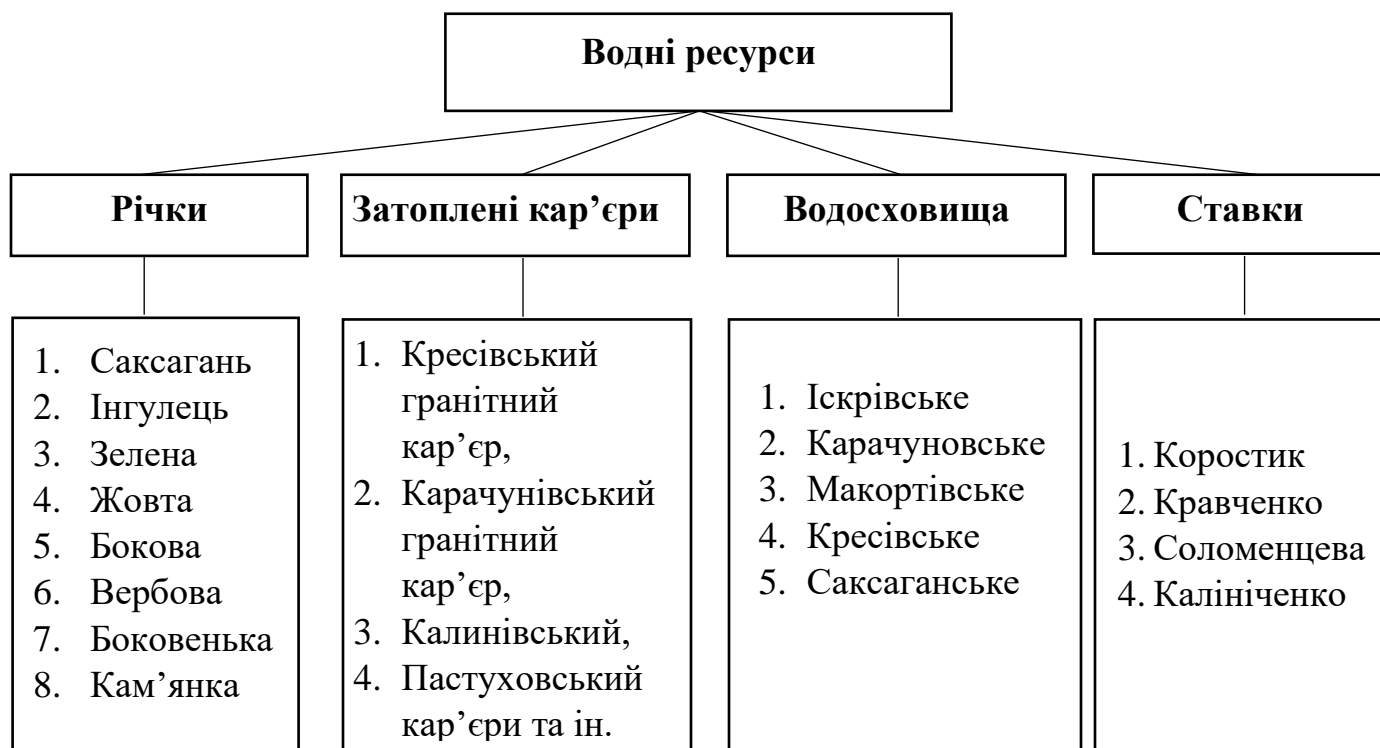 Водні ресурси
Річки
Затоплені кар’єри
Водосховища
Ставки
1. Саксагань
2. Інгулець
3. Зелена
4. Жовта
5. Бокова
6. Вербова
7. Боковенька
8. Кам’янка
1. Кресівський
гранітний
кар’єр,
2. Карачунівський
гранітний
кар’єр,
3. Калинівський,
4. Пастуховський
кар’єри та ін.
1. Іскрівське
2. Карачуновське
3. Макортівське
4. Кресівське
5. Саксаганське
1. Коростик
2. Кравченко
3. Соломенцева
4. Калініченко